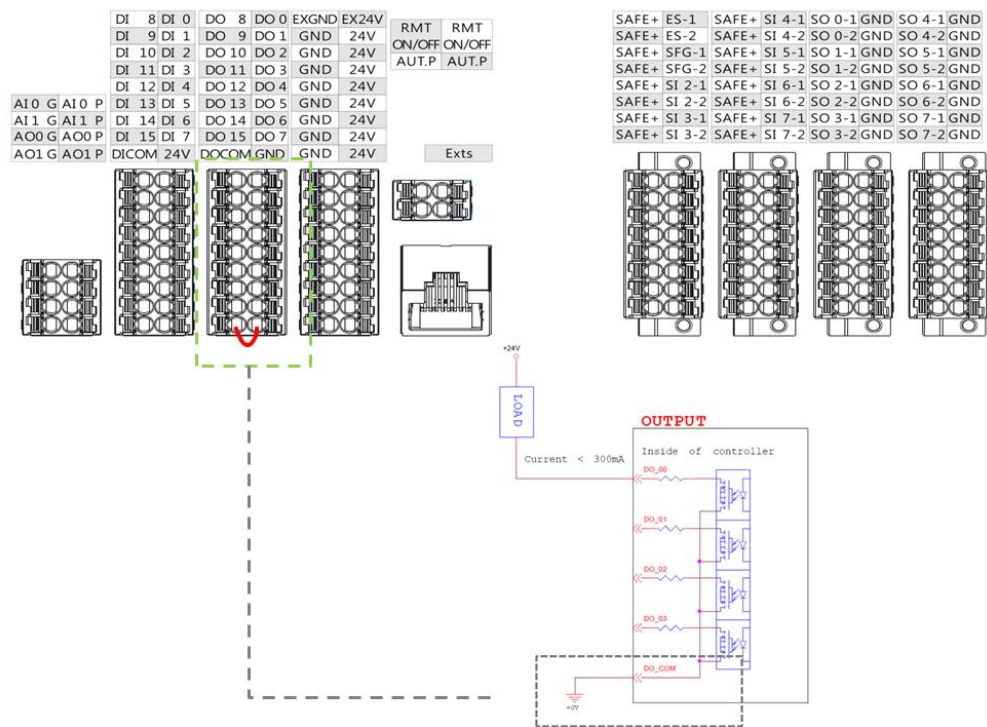 DI 8 DI 0 DO 8 DO 0 EXGND EX24V
DI 9 DI 1 DO 9 DO 1 GND 24V
DI 10 DI 2 DO 10 DO 2 GND 24V
DI 11 DI 3 DO 11 DO 3 GND 24V
DI 12 DI 4 DO 12 DO 4 GND 24V
AI0 G AI0 P DI 13 DI 5 DO 13 DO 5 GND 24V
AI1 G AI1 P DI 14 DI 6 DO 14 DO 6 GND 24V
AO0 G AO0 P DI 15 DI 7 DO 15 DO 7 GND 24V
AO1 G AO1 P DICOM 24V DOCOM GND GND 24V
RMT RMT
ON/OFF ON/OFF
AUT.P AUT.P
Exts
SAFE+ ES-1 SAFE+ SI 4-1 SO 0-1 GND SO 4-1 GND
SAFE+ ES-2 SAFE+ SI 4-2 SO 0-2 GND SO 4-2 GND
SAFE+ SFG-1 SAFE+ SI 5-1 SO 1-1 GND SO 5-1 GND
SAFE+ SFG-2 SAFE+ SI 5-2 SO 1-2 GND SO 5-2 GND
SAFE+ SI 2-1 SAFE+ SI 6-1 SO 2-1 GND SO 6-1 GND
SAFE+ SI 2-2 SAFE+ SI 6-2 SO 2-2 GND SO 6-2 GND
SAFE+ SI 3-1 SAFE+ SI 7-1 SO 3-1 GND SO 7-1 GND
SAFE+ SI 3-2 SAFE+ SI 7-2 SO 3-2 GND SO 7-2 GND
+24V
LOAD
OUTPUT
Current < 300mA
Inside of controller
DO_00
DO_01
DO_02
DO_03
DO_COM
+0V